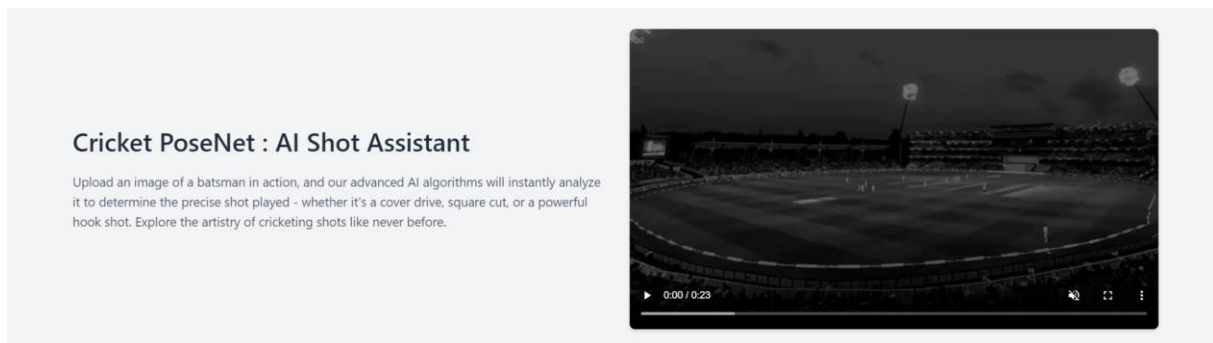 Cricket PoseNet : AI Shot Assistant
Upload an image of a batsman in action, and our advanced AI algorithms will instantly analyze
it to determine the precise shot played - whether it's a cover drive, square cut, or a powerful
hook shot. Explore the artistry of cricketing shots like never before.
0:00 / 0:23